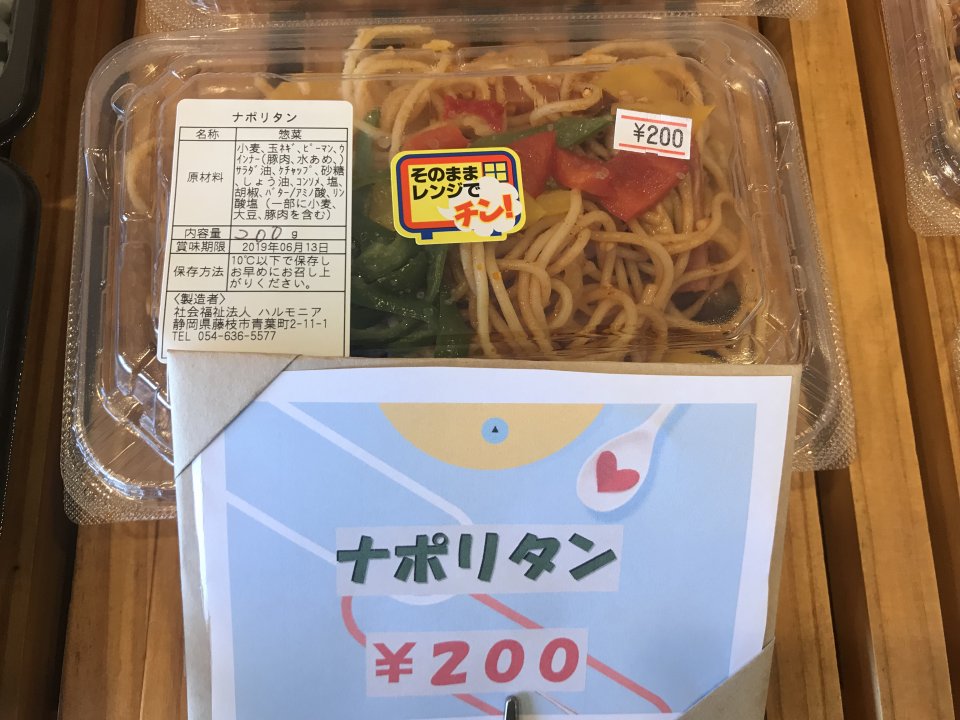 ナポリタン
名称 惣菜
原材料
小麦、玉ネギ、ピーマン、ウ
インナー(豚肉、水あめ、)
サラダ油、ケチャップ、砂糖
、しょう油、コンソメ、塩、
胡椒、バター/アミノ酸、リン
酸塩(一部に小麦、
大豆、豚肉を含む)
内容量 200 g
賞味期限 2019年06月13日
保存方法
10℃以下で保存し
お早めにお召し上
がりください。
<製造者>
社会福祉法人 ハルモニア
静岡県藤枝市青葉町2-11-1
TEL 054-636-5577
そのまま
レンジで
チン!
¥200
ナポリタン
¥200